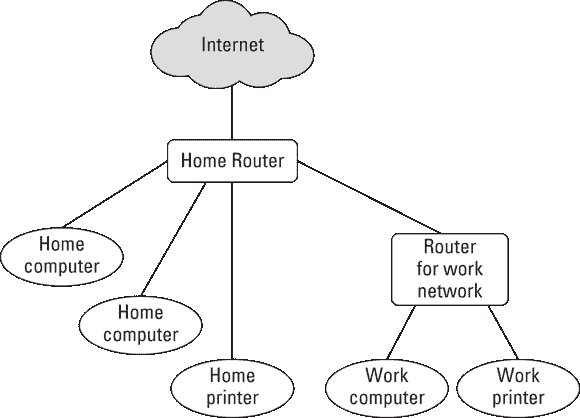 Internet
Home Router
Home
computer
Home
computer
Home
printer
Router
for work
network
Work
computer
Work
printer